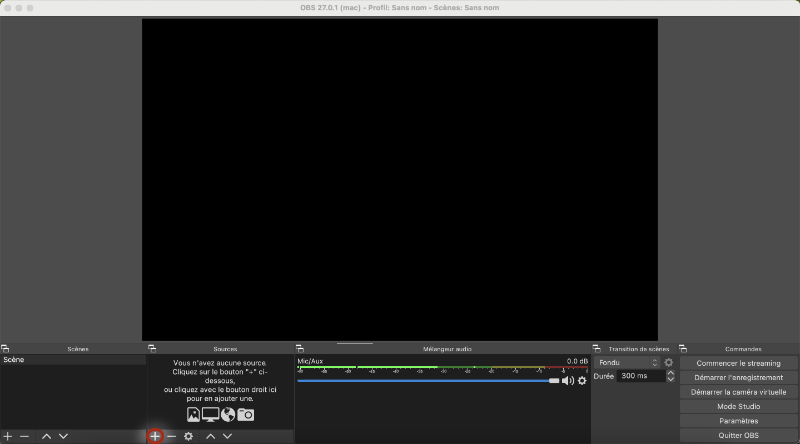 OBS 27.0.1 (mac) - Profil: Sans nom - Scènes: Sans nom
Scènes
Scène
Sources
Vous n'avez aucune source.
Cliquez sur le bouton "+" ci-
dessous,
ou cliquez avec le bouton droit ici
pour en ajouter une.
Mélangeur audio
Mic/Aux
0.0 dB
Transition de scènes
Fondu
Durée 300 ms
Commandes
Commencer le streaming
Démarrer l'enregistrement
Démarrer la caméra virtuelle
Mode Studio
Paramètres
Quitter OBS